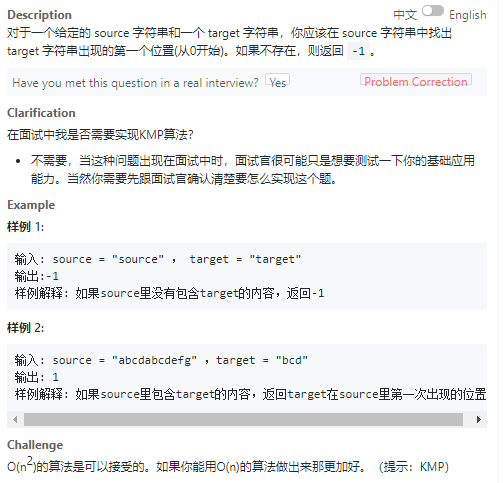 Description
中文 English
对于一个给定的 source 字符串和一个 target 字符串，你应该在 source 字符串中找出
target 字符串出现的第一个位置(从0开始)。如果不存在，则返回 -1 。
Have you met this question in a real interview? Yes Problem Correction
Clarification
在面试中我是否需要实现KMP算法?
• 不需要，当这种问题出现在面试中时，面试官很可能只是想要测试一下你的基础应用
能力。当然你需要先跟面试官确认清楚要怎么实现这个题。
Example
样例 1:
输入: source = "source" ， target = "target"
输出:-1
样例解释: 如果source里没有包含target的内容，返回-1
样例 2:
输入: source = "abcdabcdefg" ，target = "bcd"
输出: 1
样例解释: 如果source里包含target的内容，返回target在source里第一次出现的位置
Challenge
O(n²)的算法是可以接受的。如果你能用O(n)的算法做出来那更加好。（提示：KMP)